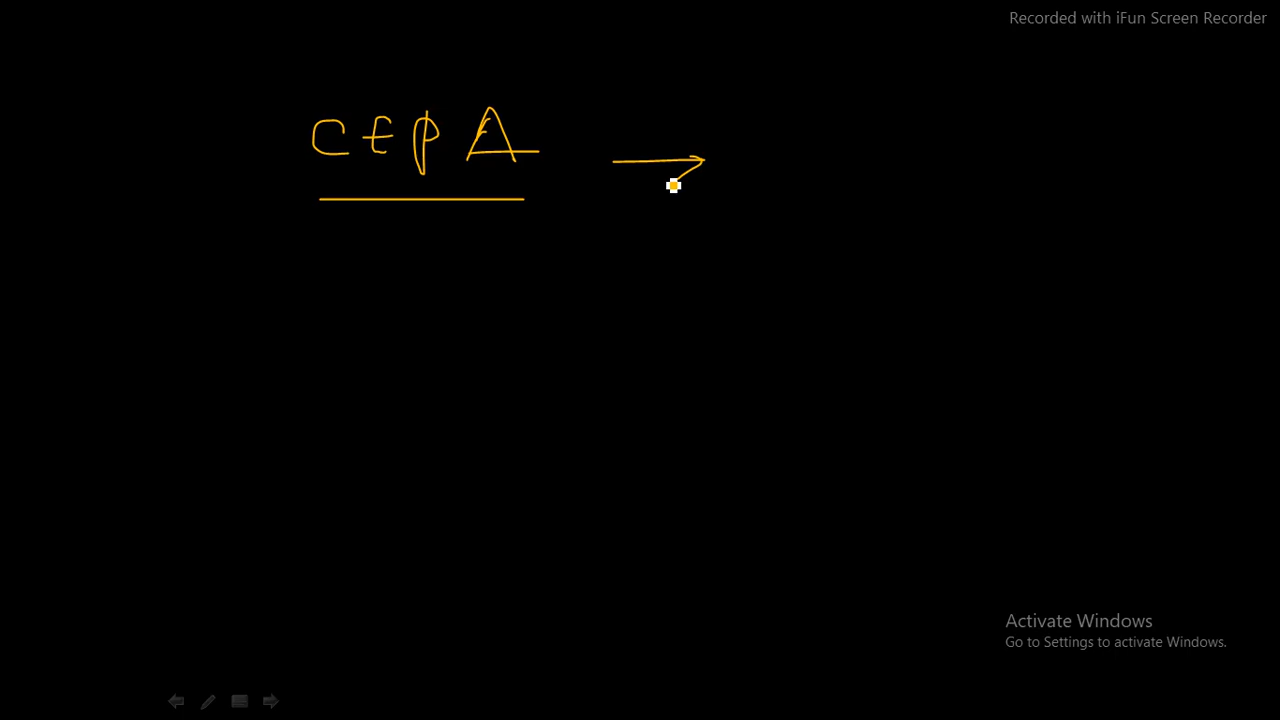 Recorded with iFun Screen Recorder
CEPA →
Activate Windows
Go to Settings to activate Windows.